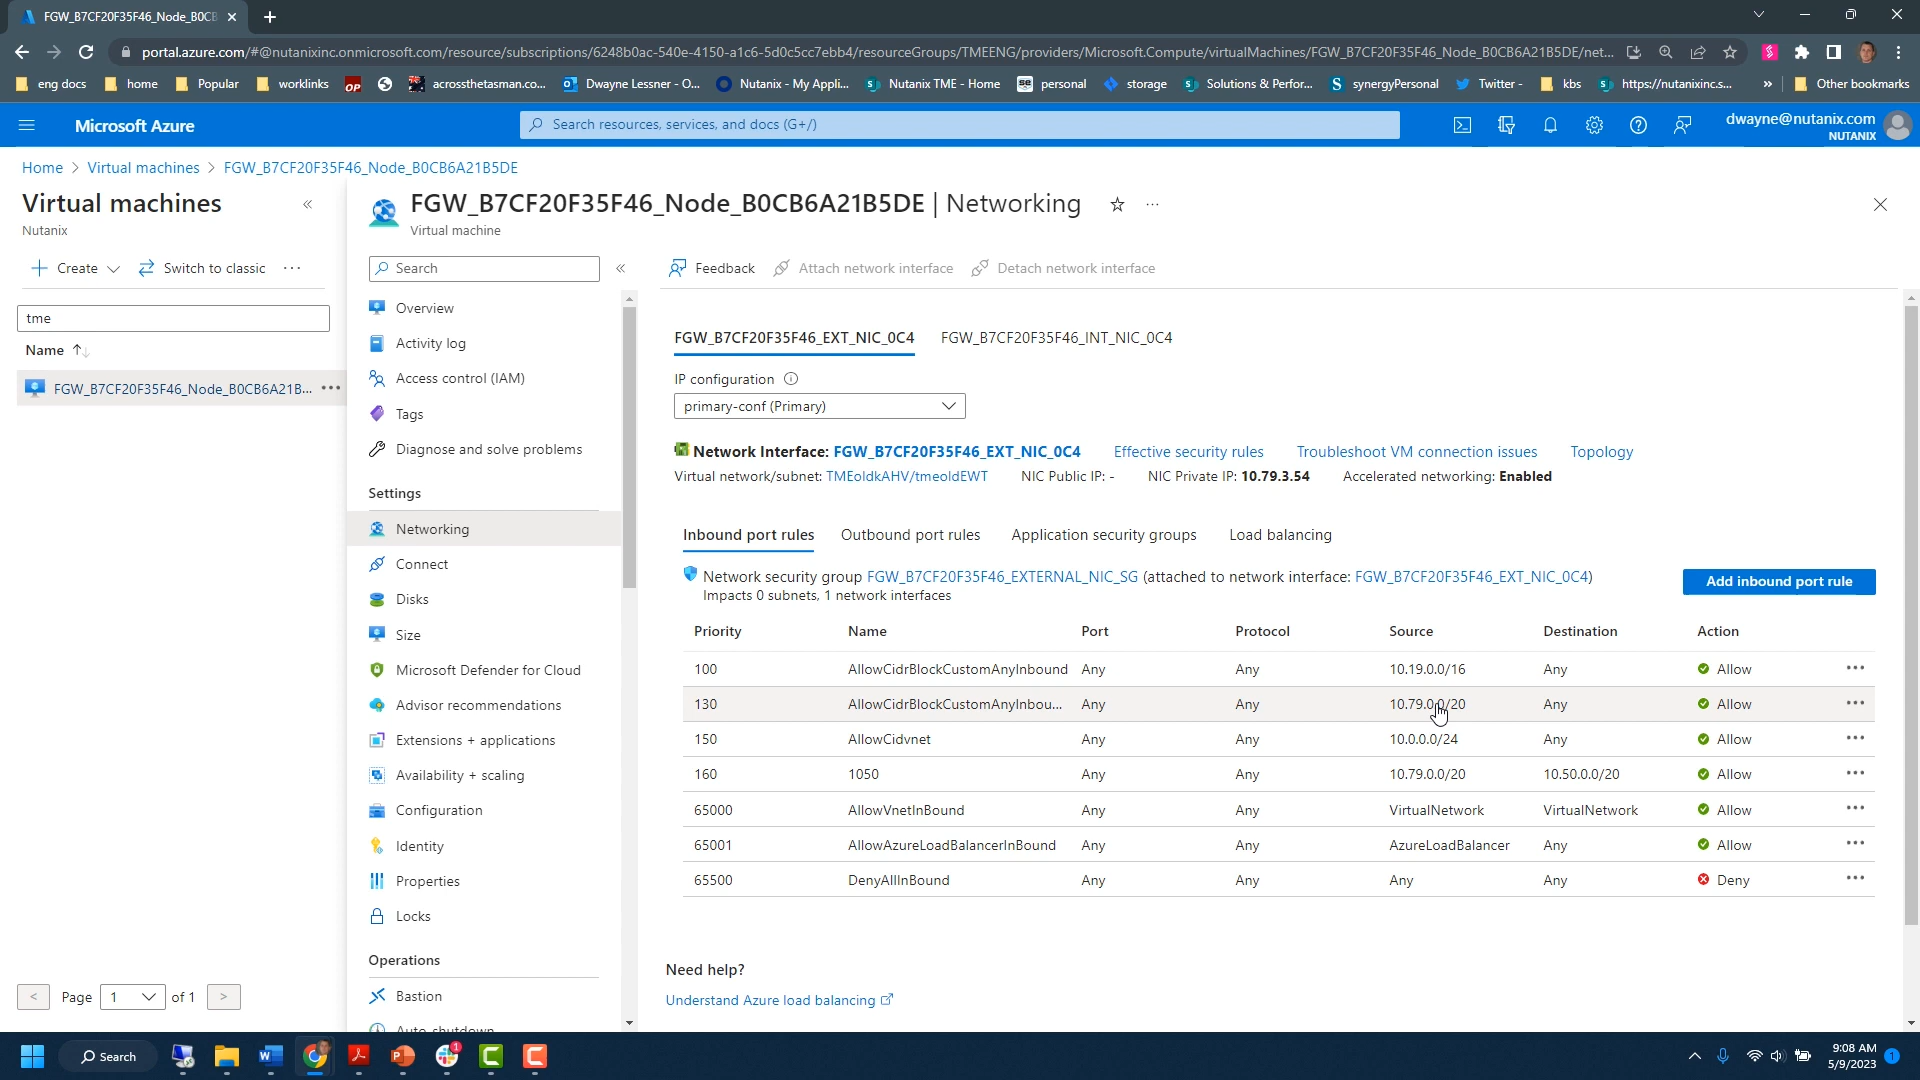 FGW_B7CF20F35F46_Node_B0CB
portal.azure.com/#@nutanixinc.onmicrosoft.com/resource/subscriptions/6248b0ac-540e-4150-a1c6-5d0c5cc7ebb4/resourceGroups/TMEENG/providers/Microsoft.Compute/virtualMachines/FGW_B7CF20F35F46_Node_B0CB6A21B5DE/net...
eng docs
home
Popular
worklinks
OP
acrossthetasman.co...
Dwayne Lessner - O...
Nutanix - My Appli...
Nutanix TME - Home
personal
storage
Solutions & Perfor...
synergyPersonal
Twitter -
kbs
https://nutanixinc.s...
»
Other bookmarks
Microsoft Azure
Search resources, services, and docs (G+/)
dwayne@nutanix.com
NUTANIX
Home > Virtual machines > FGW_B7CF20F35F46_Node_B0CB6A21B5DE
Virtual machines
«
Nutanix
Create
Switch to classic
...
tme
Name ↑↓
FGW_B7CF20F35F46_Node_B0CB6A21B...
< Page 1 of 1 >
FGW_B7CF20F35F46_Node_B0CB6A21B5DE | Networking
...
Virtual machine
Search
«
Overview
Activity log
Access control (IAM)
Tags
Diagnose and solve problems
Settings
Networking
Connect
Disks
Size
Microsoft Defender for Cloud
Advisor recommendations
Extensions + applications
Availability + scaling
Configuration
Identity
Properties
Locks
Operations
Bastion
Auto-shutdown
Feedback
Attach network interface
Detach network interface
FGW_B7CF20F35F46_EXT_NIC_0C4
FGW_B7CF20F35F46_INT_NIC_0C4
IP configuration
primary-conf (Primary)
Network Interface: FGW_B7CF20F35F46_EXT_NIC_0C4 Effective security rules Troubleshoot VM connection issues Topology
Virtual network/subnet: TMEoldkAHV/tmeoldEWT NIC Public IP: - NIC Private IP: 10.79.3.54 Accelerated networking: Enabled
Inbound port rules Outbound port rules Application security groups Load balancing
Network security group FGW_B7CF20F35F46_EXTERNAL_NIC_SG (attached to network interface: FGW_B7CF20F35F46_EXT_NIC_0C4)
Impacts 0 subnets, 1 network interfaces
Add inbound port rule
Priority Name Port Protocol Source Destination Action
100 AllowCidrBlockCustomAnyInbound Any Any 10.19.0.0/16 Any Allow ...
130 AllowCidrBlockCustomAnyInbou... Any Any 10.79.0.0/20 Any Allow ...
150 AllowCidvnet Any Any 10.0.0.0/24 Any Allow ...
160 1050 Any Any 10.79.0.0/20 10.50.0.0/20 Allow ...
65000 AllowVnetInBound Any Any VirtualNetwork VirtualNetwork Allow ...
65001 AllowAzureLoadBalancerInBound Any Any AzureLoadBalancer Any Allow ...
65500 DenyAllInBound Any Any Any Any Deny ...
Need help?
Understand Azure load balancing
Search
1
9:08 AM
5/9/2023
1